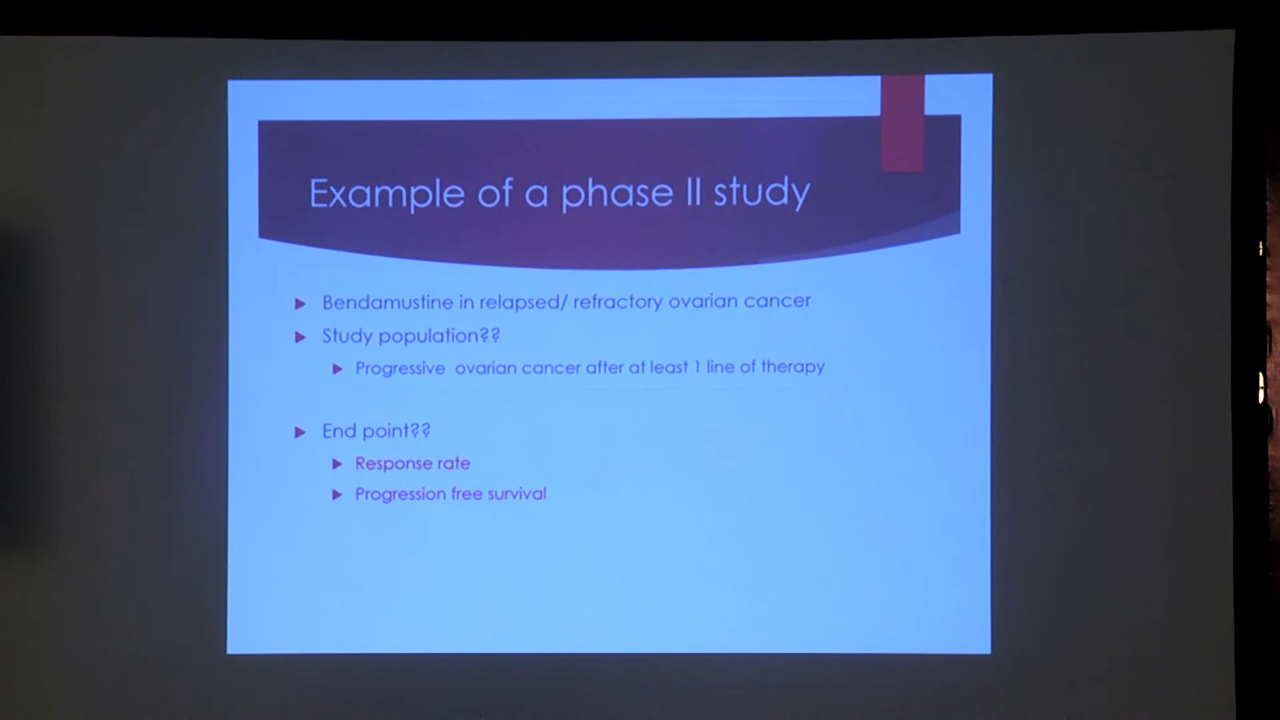 Example of a phase II study
Bendamustine in relapsed/ refractory ovarian cancer
Study population??
Progressive ovarian cancer after at least 1 line of therapy
End point??
Response rate
Progression free survival